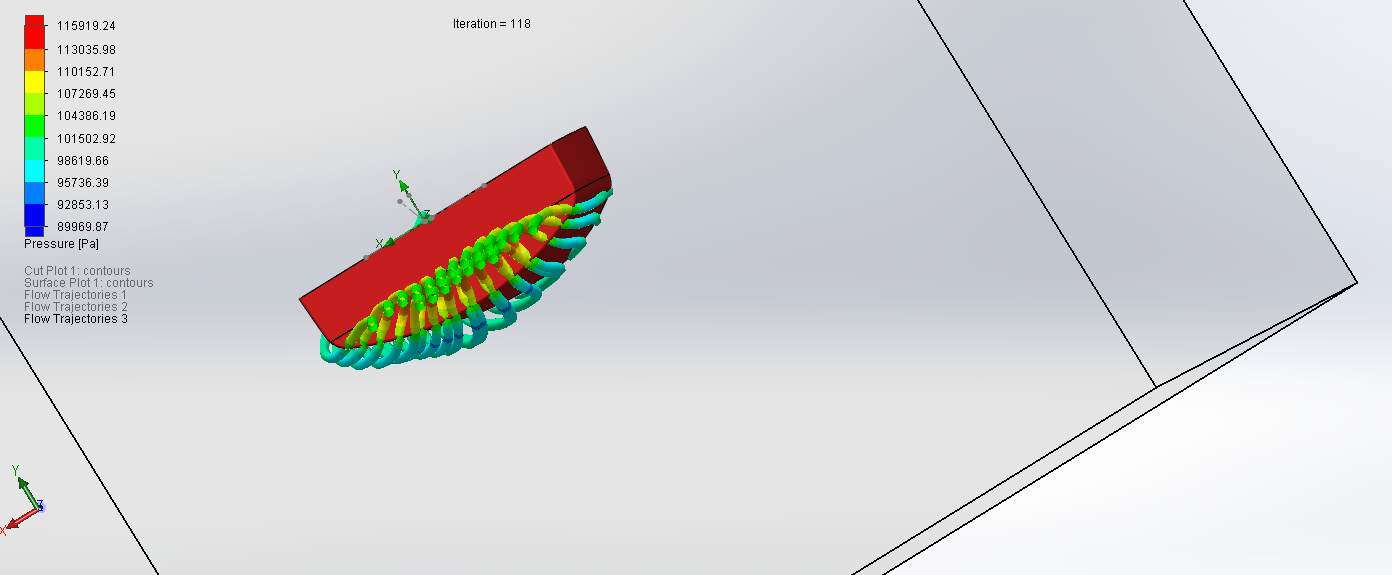 Iteration = 118
115919.24
113035.98
110152.71
107269.45
104386.19
101502.92
98619.66
95736.39
92853.13
89969.87
Pressure [Pa]
Cut Plot 1: contours
Surface Plot 1: contours
Flow Trajectories 1
Flow Trajectories 2
Flow Trajectories 3
Y
Z
X
Y
Z
X